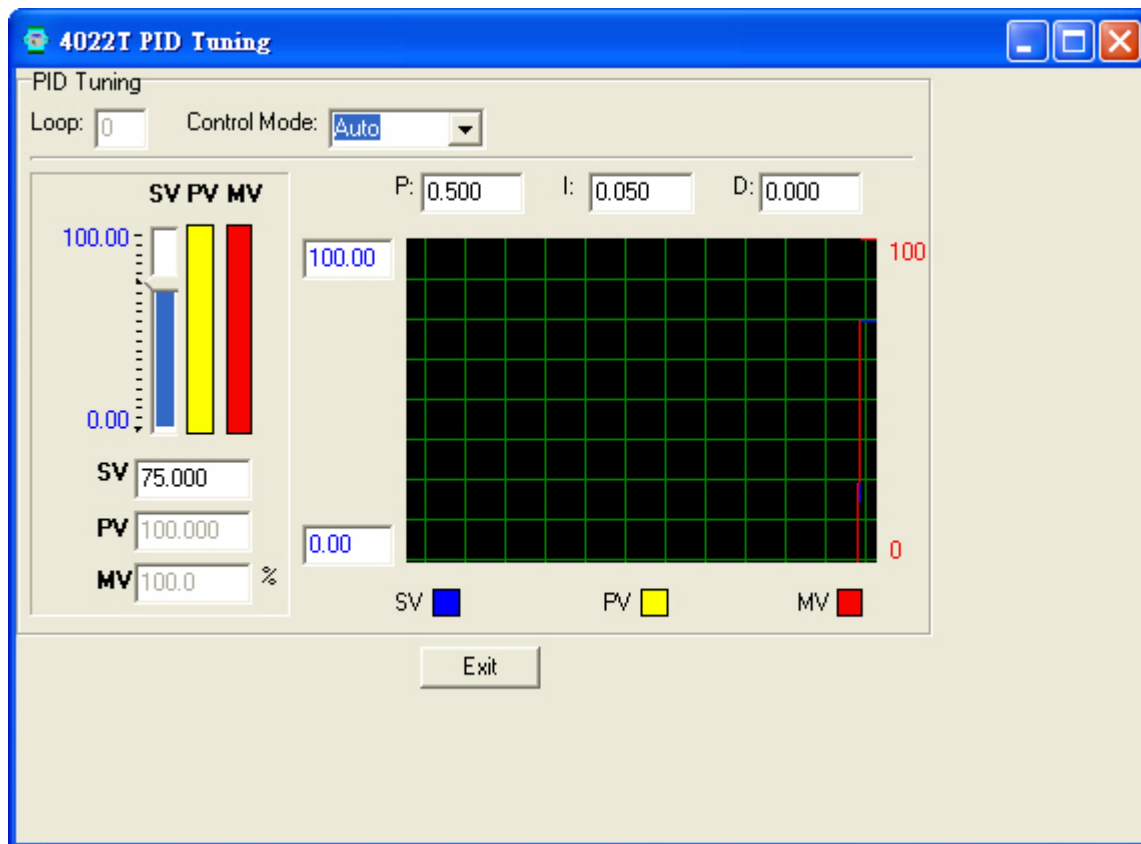 4022T PID Tuning
PID Tuning
Loop: 0 Control Mode: Auto
SV PV MV
P: 0.500 I: 0.050 D: 0.000
100.00
100.00
100
0.00
SV 75.000
PV 100.000
0.00
0
MV 100.0 %
SV PV MV
Exit